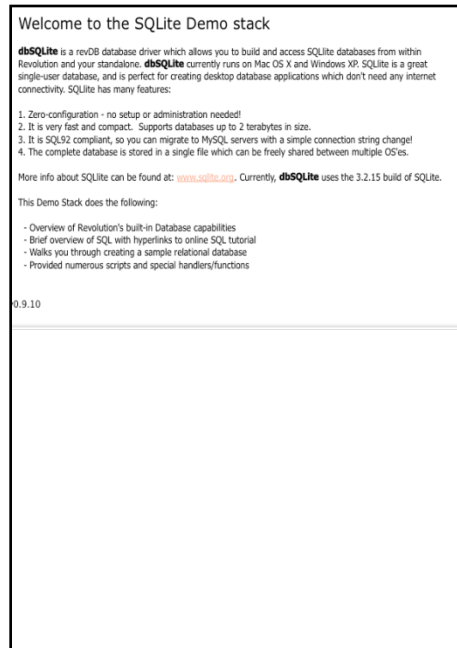 Welcome to the SQLite Demo stack
dbSQLite is a revDB database driver which allows you to build and access SQLlite databases from within
Revolution and your standalone. dbSQLite currently runs on Mac OS X and Windows XP. SQLite is a great
single-user database, and is perfect for creating desktop database applications which don't need any internet
connectivity. SQLlite has many features:
1. Zero-configuration - no setup or administration needed!
2. It is very fast and compact. Supports databases up to 2 terabytes in size.
3. It is SQL92 compliant, so you can migrate to MySQL servers with a simple connection string change!
4. The complete database is stored in a single file which can be freely shared between multiple OS'es.
More info about SQLlite can be found at: www.sqlite.org. Currently, dbSQLite uses the 3.2.15 build of SQLite.
This Demo Stack does the following:
- Overview of Revolution's built-in Database capabilities
- Brief overview of SQL with hyperlinks to online SQL tutorial
- Walks you through creating a sample relational database
- Provided numerous scripts and special handlers/functions
0.9.10